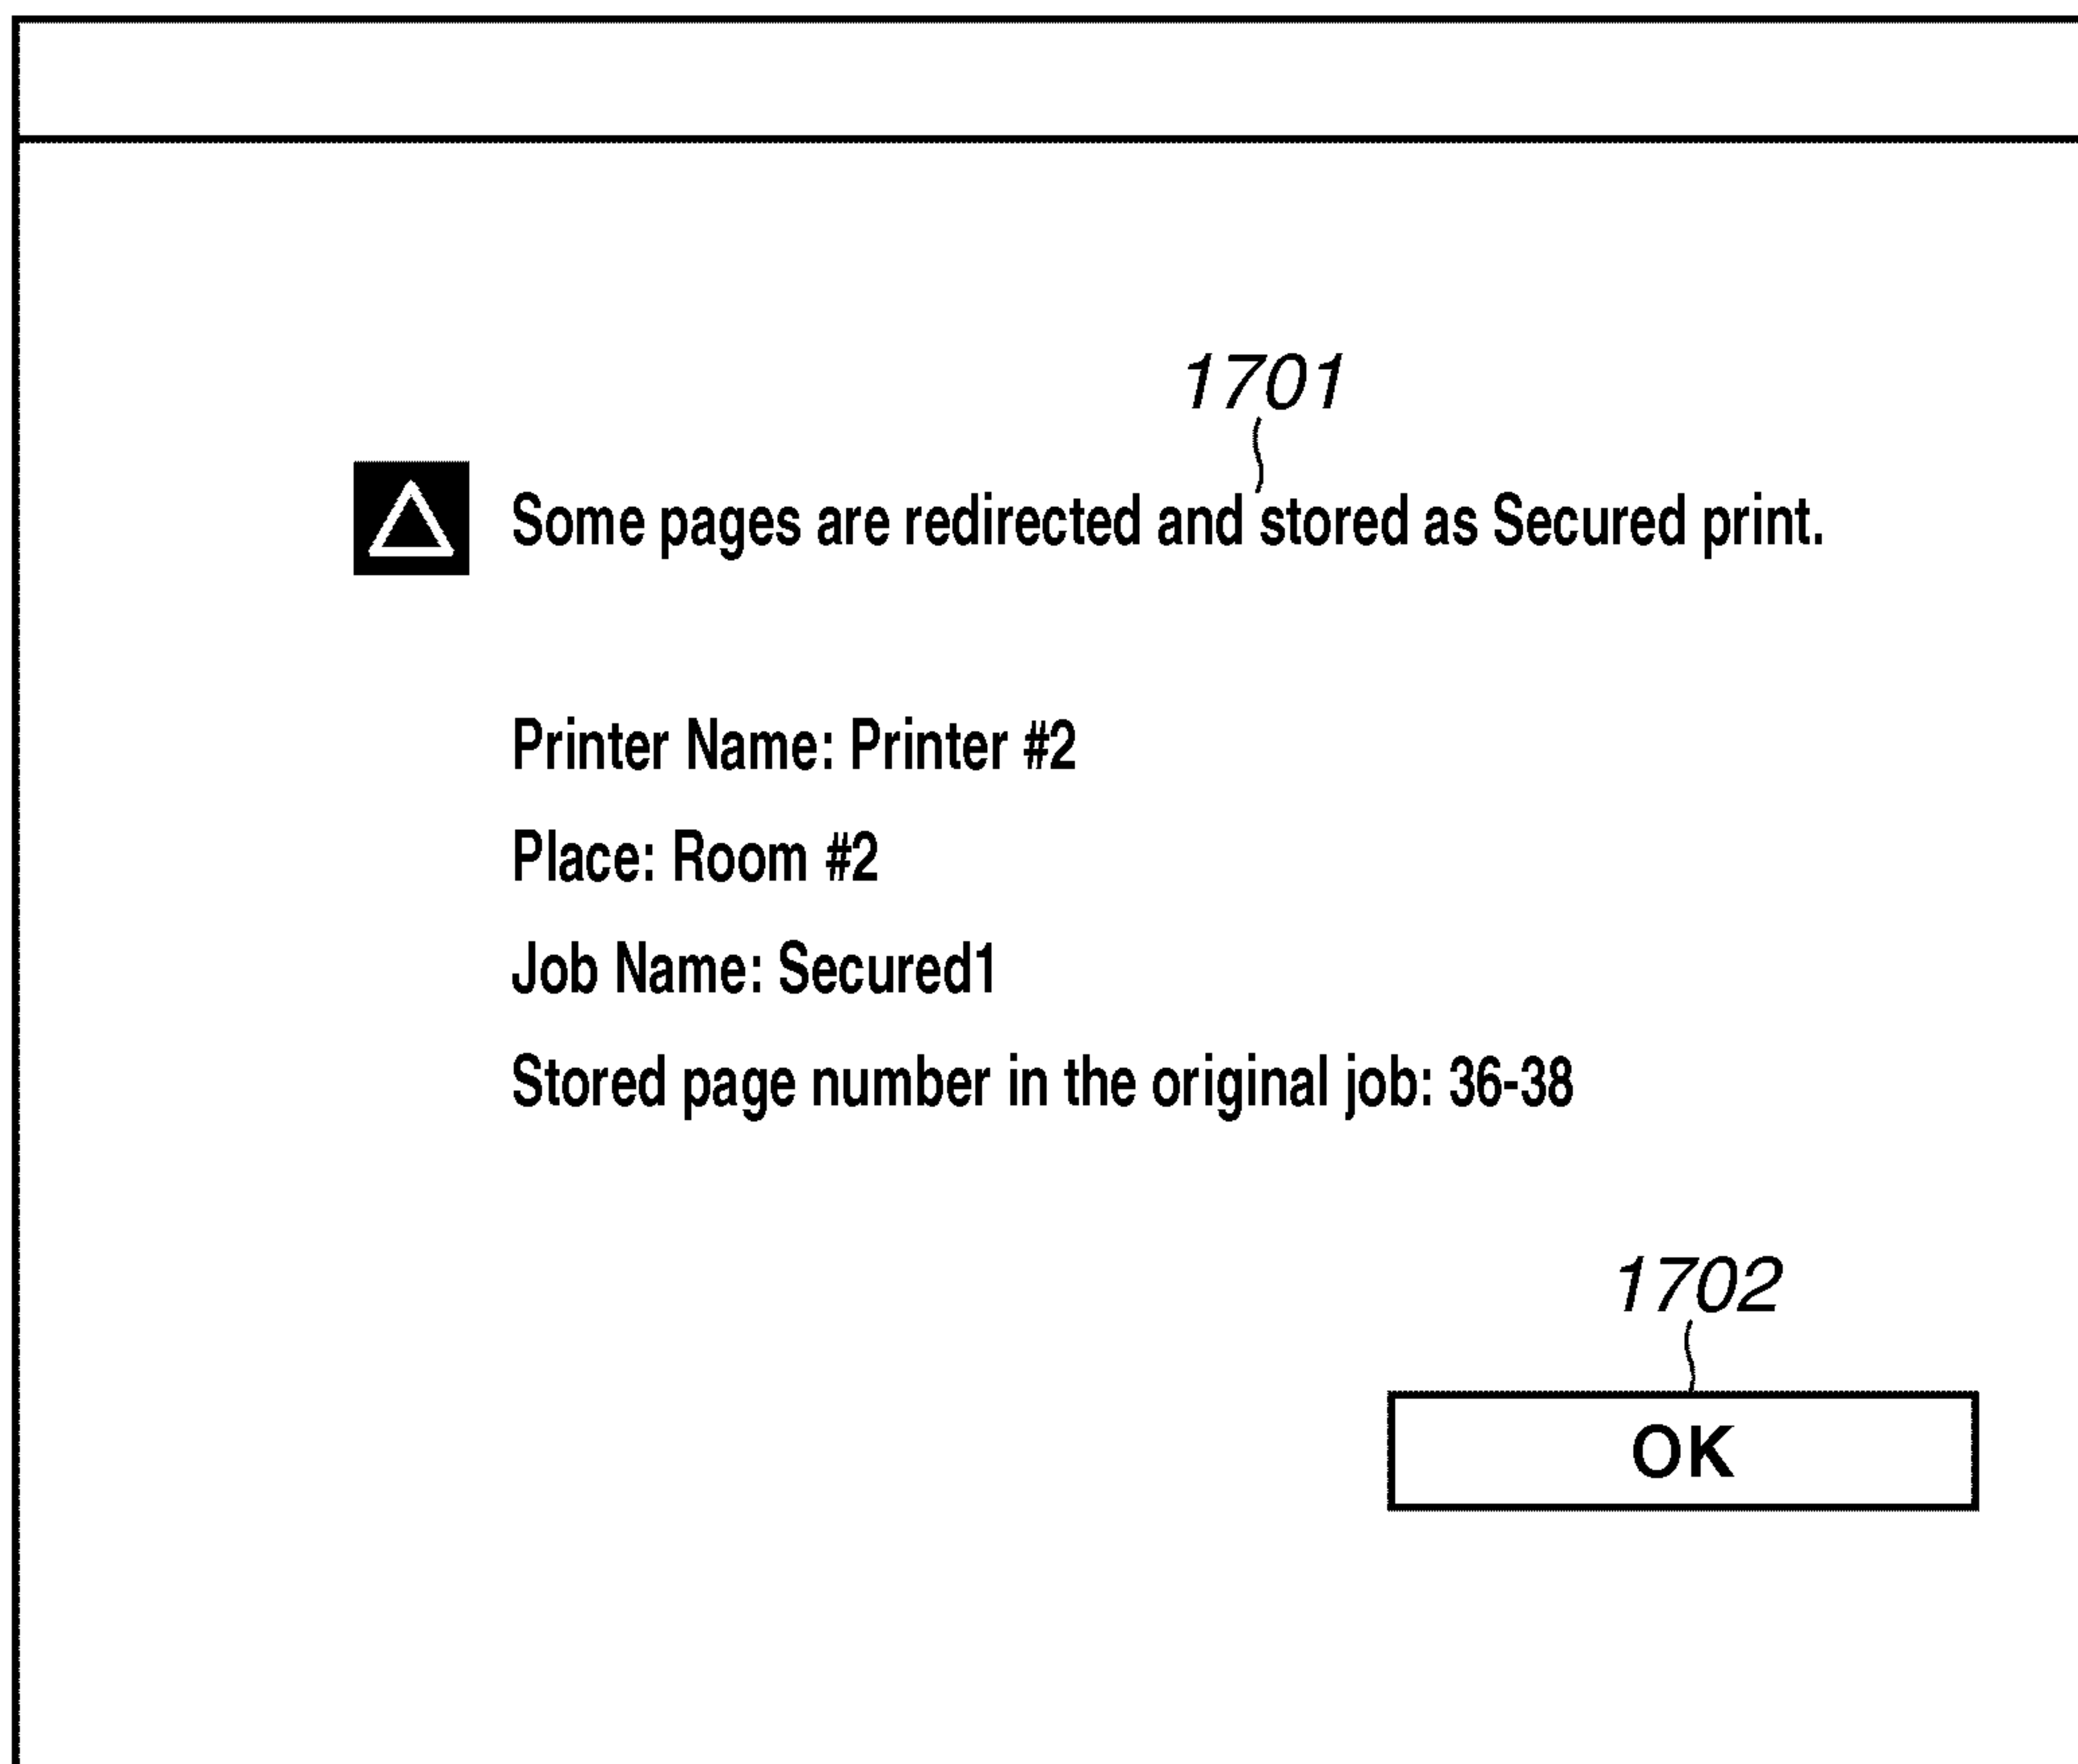 1701
Some pages are redirected and stored as Secured print.
Printer Name: Printer #2
Place: Room #2
Job Name: Secured1
Stored page number in the original job: 36-38
1702
OK